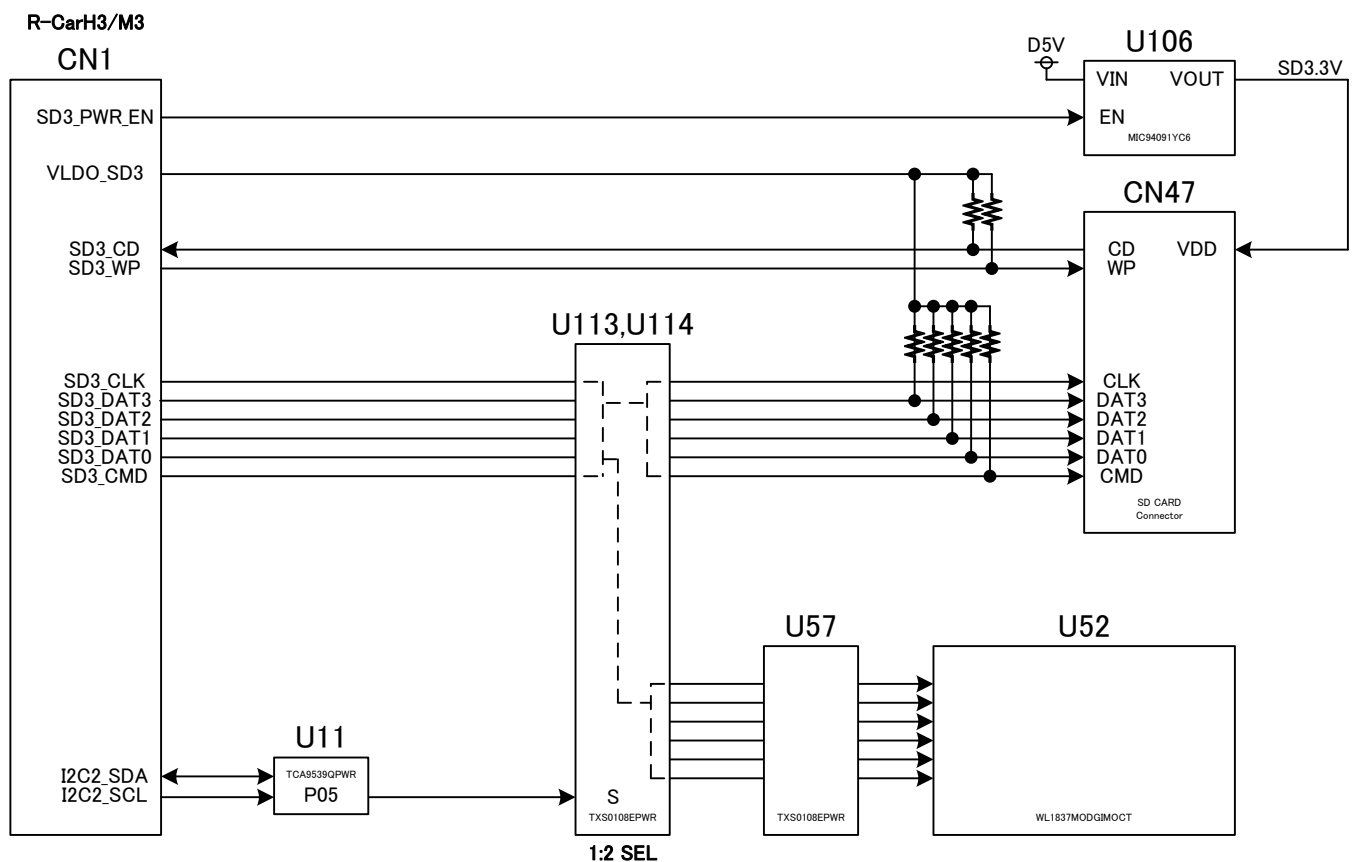 R-CarH3/M3
CN1
D5V
U106
SD3.3V
VIN VOUT
SD3_PWR_EN
EN
MIC94091YC6
VLDO_SD3
CN47
SD3_CD
CD VDD
SD3_WP
WP
U113,U114
SD3_CLK
CLK
SD3_DAT3
DAT3
SD3_DAT2
DAT2
SD3_DAT1
DAT1
SD3_DAT0
DAT0
SD3_CMD
CMD
SD CARD
Connector
U57
U52
U11
I2C2_SDA
TCA9539QPWR
I2C2_SCL
P05
S
TXS0108EPWR
TXS0108EPWR
WL1837MODGIMOCT
1:2 SEL